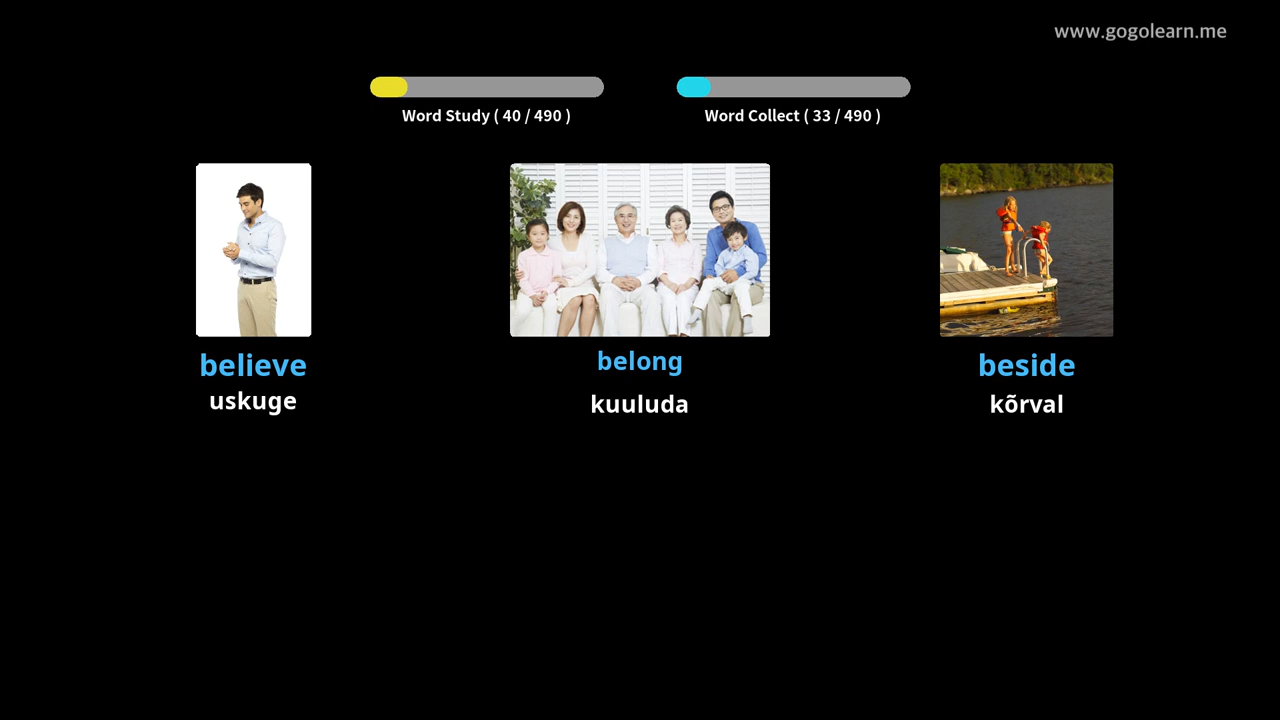 www.gogolearn.me
Word Study ( 40 / 490 )
Word Collect ( 33 / 490 )
believe
uskuge
belong
kuuluda
beside
kõrval